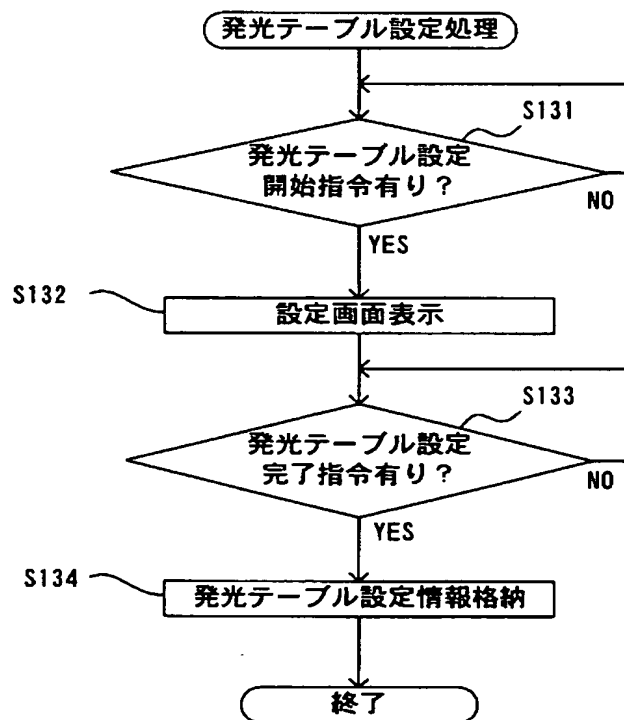 発光テーブル設定処理
S131
発光テーブル設定
開始指令有り？
NO
YES
S132
設定画面表示
S133
発光テーブル設定
完了指令有り？
NO
YES
S134
発光テーブル設定情報格納
終了